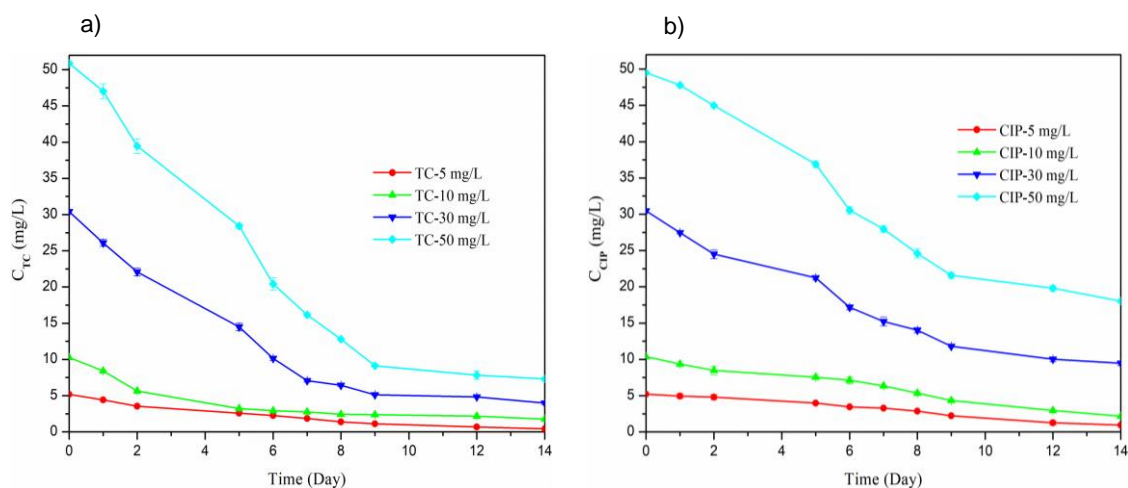 a)
50
45
40
35
30
25
20
15
10
5
0
C_TC (mg/L)
TC-5 mg/L
TC-10 mg/L
TC-30 mg/L
TC-50 mg/L
0 2 4 6 8 10 12 14
Time (Day)
b)
50
45
40
35
30
25
20
15
10
5
0
C_CIP (mg/L)
CIP-5 mg/L
CIP-10 mg/L
CIP-30 mg/L
CIP-50 mg/L
0 2 4 6 8 10 12 14
Time (Day)